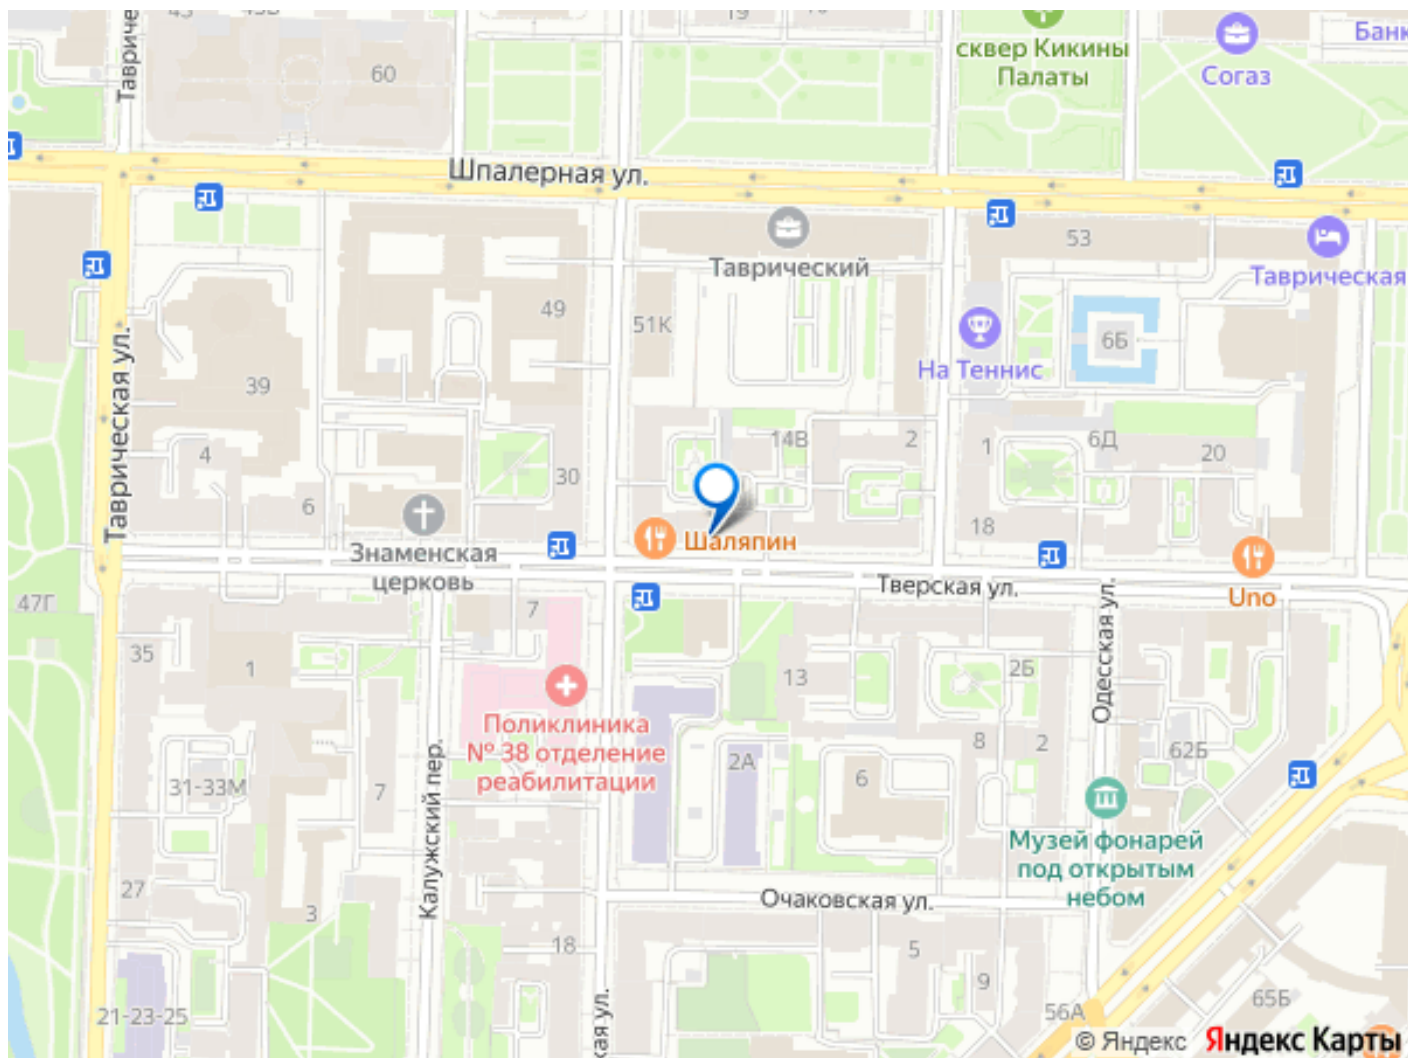 60
19
сквер Кикины
Палаты
Согаз
Банк
Тавриче
Шпалерная ул.
53
Таврический
Таврическая
49
51К
6Б
На Теннис
39
Таврическая ул.
4
6
30
14В
2
1
6Д
20
18
Знаменская
церковь
Шаляпин
Тверская ул.
Uno
47Г
35
1
7
13
2Б
Одесская ул.
Поликлиника
№ 38 отделение
реабилитации
2А
8
2
62Б
6
31-33М
7
Калужский пер.
Музей фонарей
под открытым
небом
27
3
Очаковская ул.
18
5
9
21-23-25
кая ул.
56А
65Б
© Яндекс Яндекс Карты